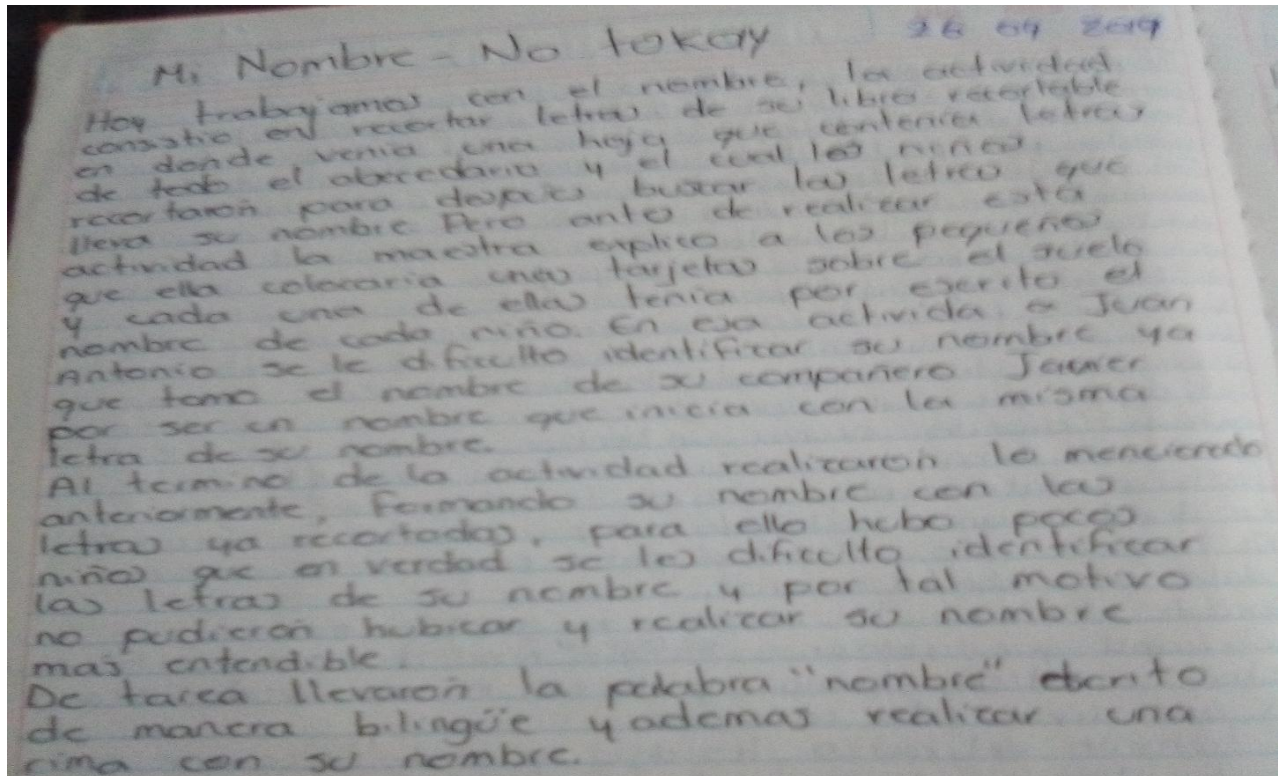 26 04 2019
Mi Nombre - No tokay
Hoy trabajamos con el nombre, la actividad
consistio en recortar letras de su libro recortable
en donde, venia una hoja que contenia letras
de todo el abecedario y el cual los niños
recortaron para después buscar las letras que
lleva su nombre Pero antes de realizar esta
actividad la maestra explico a los pequeños
que ella colocaria unas tarjetas sobre el suelo
y cada una de ellas tenia por escrito el
nombre de cada niño. En esa activida a Juan
Antonio se le dificulto identificar su nombre ya
que tomo el nombre de su compañero Javier
por ser un nombre que inicia con la misma
letra de su nombre.
Al termino de la actividad realizaron lo mencionado
anteriormente, formando su nombre con las
letras ya recortadas, para ello hubo pocos
niños que en verdad se les dificulto identificar
las letras de su nombre y por tal motivo
no pudieron hubicar y realizar su nombre
mas entendible.
De tarea llevaron la palabra "nombre" escrito
de manera bilingüe y ademas realizar una
rima con su nombre.